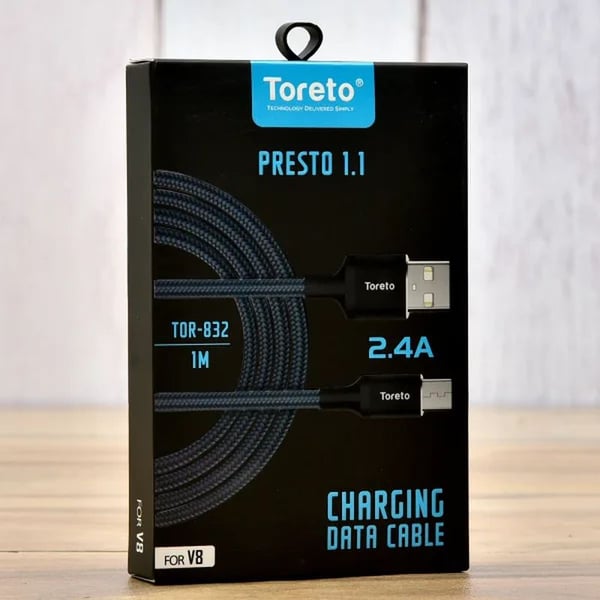 Toreto®
TECHNOLOGY DELIVERED SIMPLY
PRESTO 1.1
Toreto
TOR-832
1M
2.4A
Toreto
CHARGING
DATA CABLE
FOR V8
FOR V8